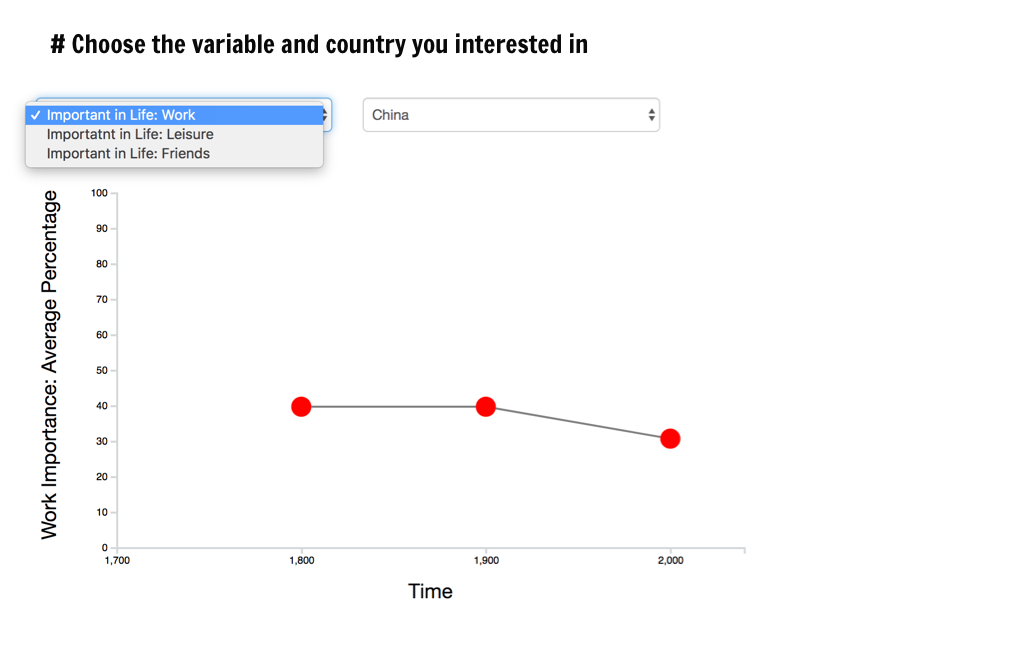 # Choose the variable and country you interested in
✓ Important in Life: Work
Importatnt in Life: Leisure
Important in Life: Friends
China
Work Importance: Average Percentage
100
90
80
70
60
50
40
30
20
10
0
1,700 1,800 1,900 2,000
Time